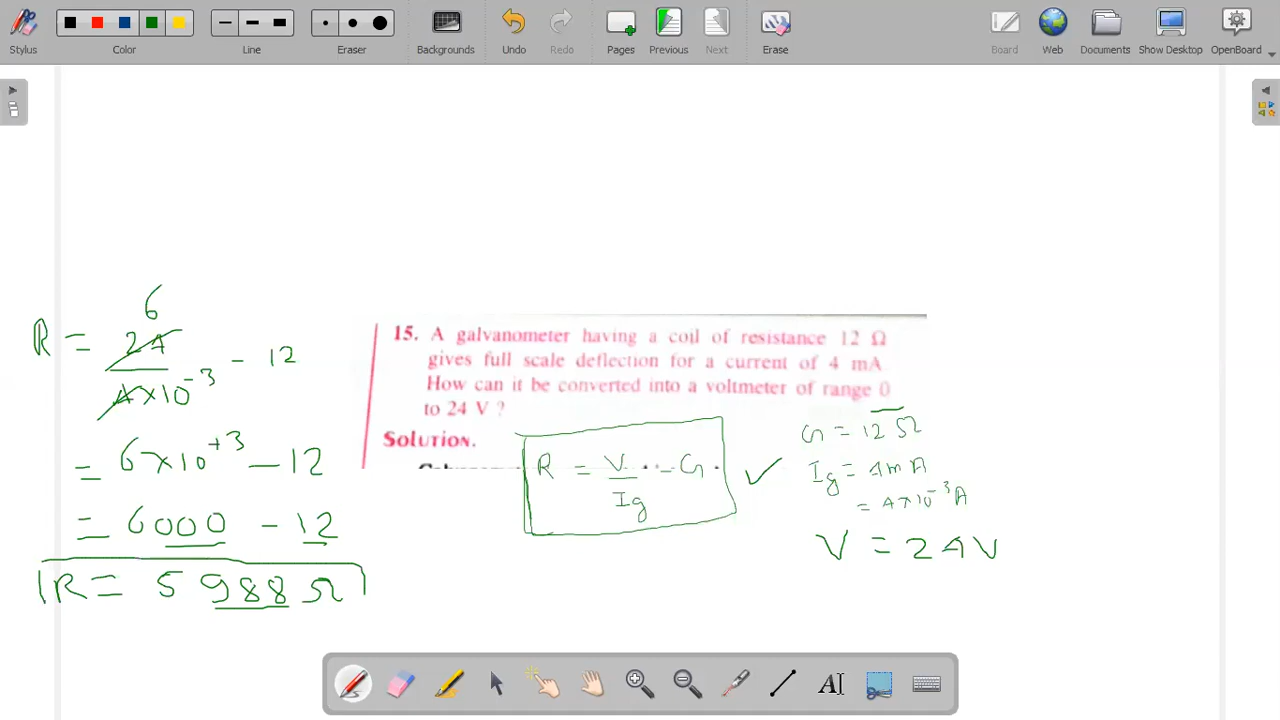 Stylus
Color
Line
Eraser
Backgrounds
Undo
Redo
Pages
Previous
Next
Erase
Board
Web
Documents
Show Desktop
OpenBoard
15. A galvanometer having a coil of resistance 12 Ω
gives full scale deflection for a current of 4 mA
How can it be converted into a voltmeter of range 0
to 24 V ?
SOLUTION.
R = V/Ig - G
G = 12 Ω
Ig = 4mA
= 4×10⁻³A
V = 24V
R = 24/4×10⁻³ - 12
6
= 6×10⁺³ - 12
= 6000 - 12
R = 5988 Ω